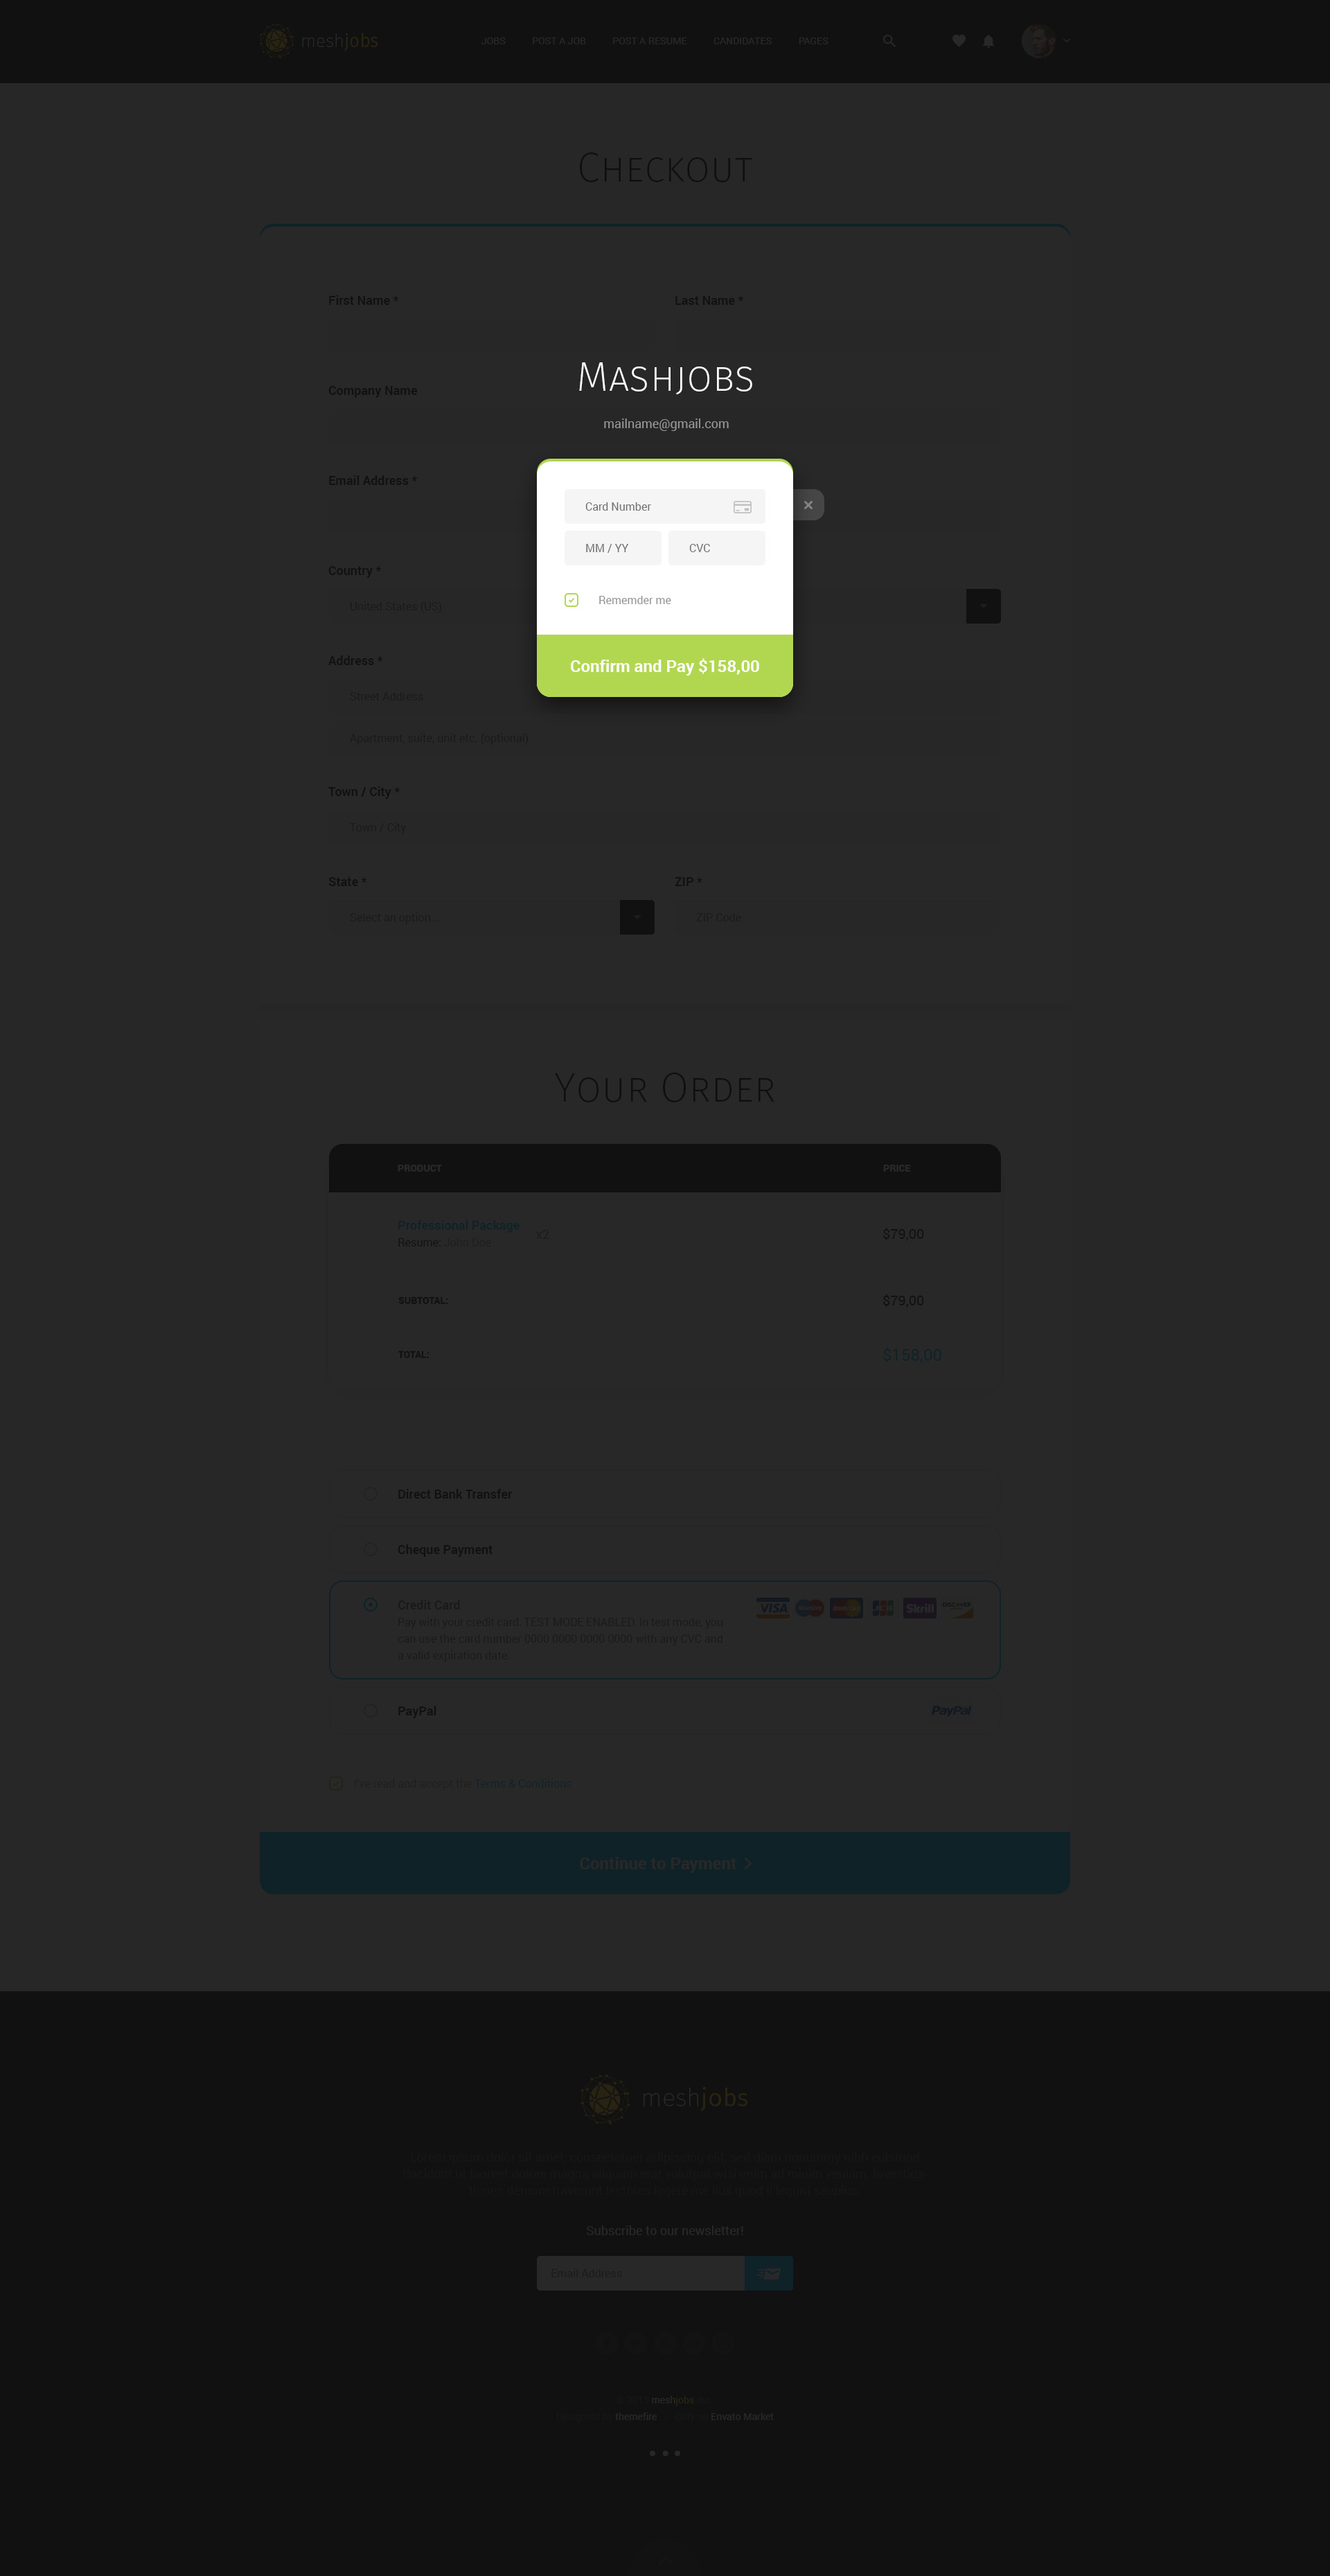 meshjobs
JOBS POST A JOB POST A RESUME CANDIDATES PAGES
CHECKOUT
First Name * Last Name *
MASHJOBS
Company Name
mailname@gmail.com
Email Address *
Card Number
MM / YY CVC
Country *
United States (US)
Rememder me
Address *
Confirm and Pay $158,00
Street Address
Apartment, suite, unit etc. (optional)
Town / City *
Town / City
State * ZIP *
Select an option... ZIP Code
YOUR ORDER
PRODUCT PRICE
Professional Package x2 $79,00
Resume: John Doe
SUBTOTAL: $79,00
TOTAL: $158,00
Direct Bank Transfer
Cheque Payment
Credit Card VISA Skrill DISCOVER
Pay with your credit card. TEST MODE ENABLED. In test mode, you
can use the card number 0000 0000 0000 0000 with any CVC and
a valid expiration date.
PayPal PayPal
I've read and accept the Terms & Conditions
Continue to Payment
meshjobs
Subscribe to our newsletter!
Email Address
meshjobs
themefire Envato Market